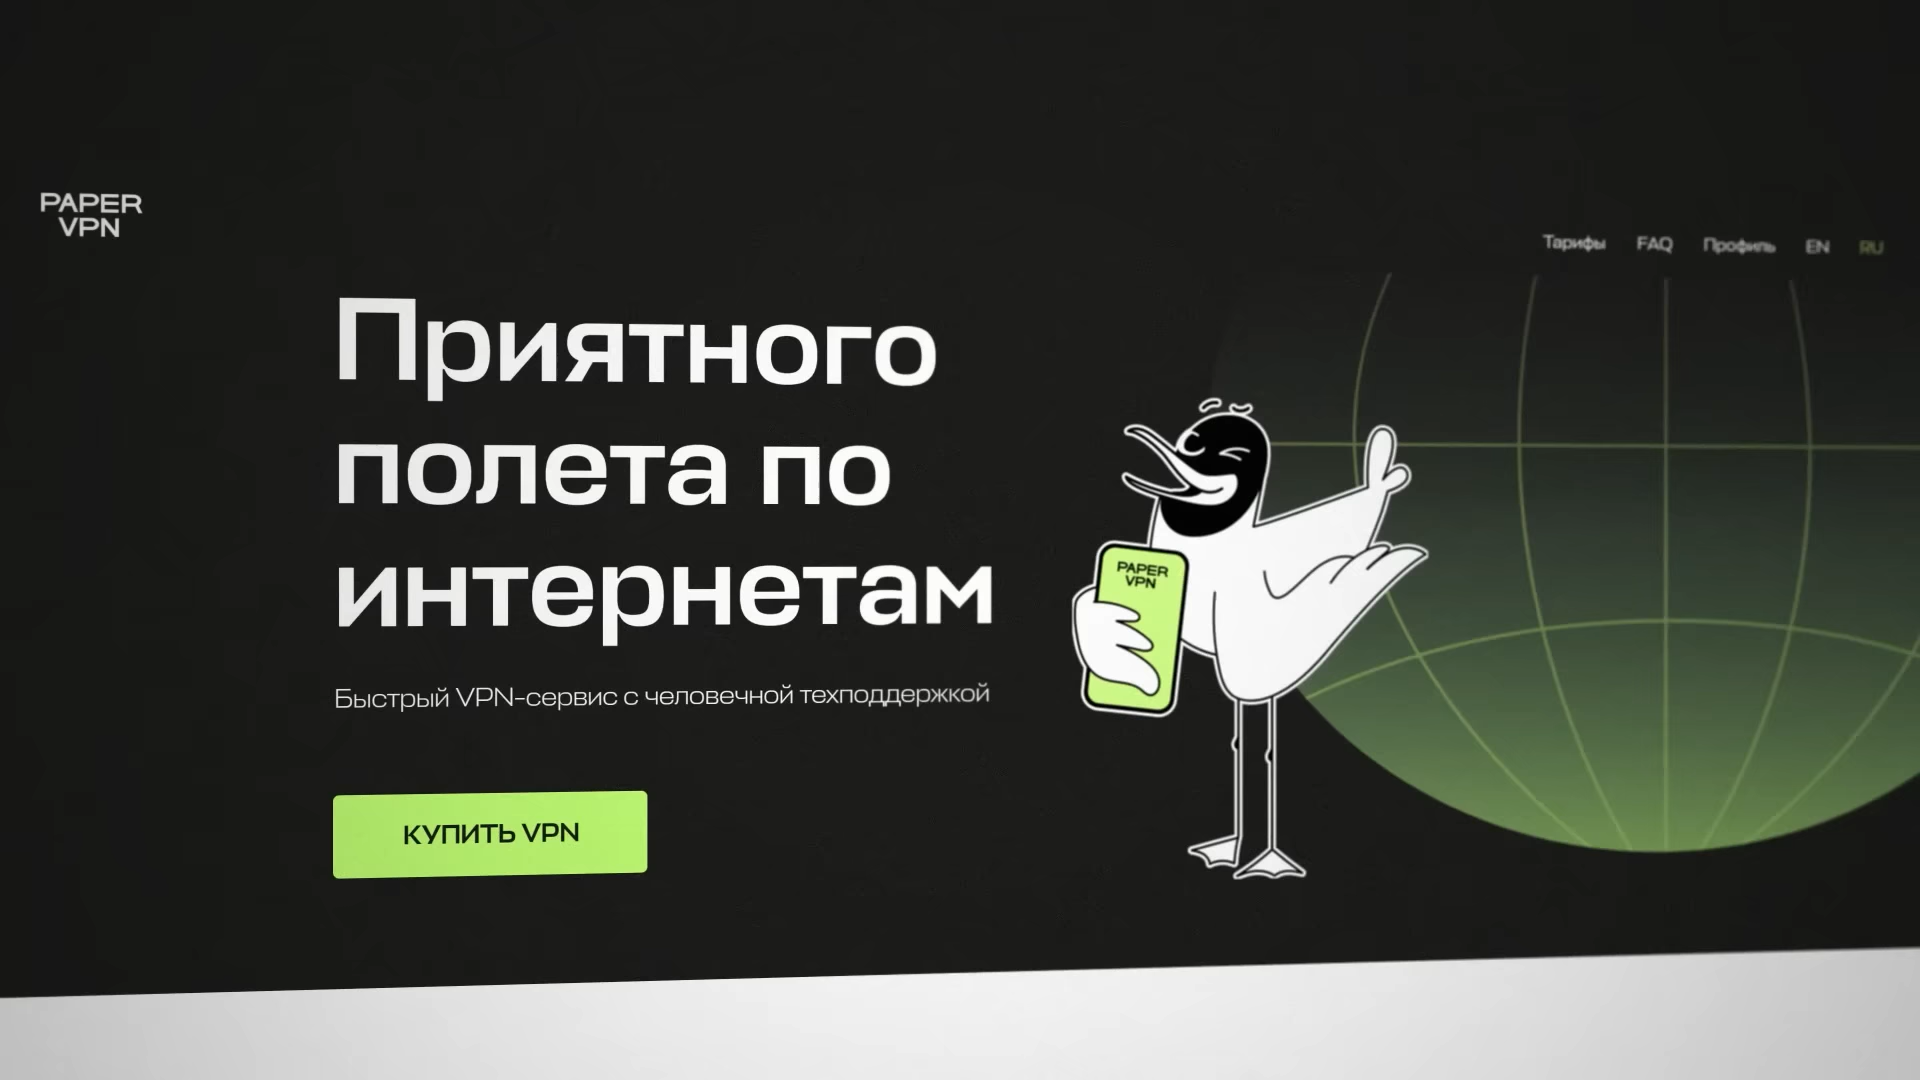 PAPER
VPN
Тарифы FAQ Профиль EN RU
Приятного
полета по
интернетам
Быстрый VPN-сервис с человечной техподдержкой
КУПИТЬ VPN
PAPER
VPN